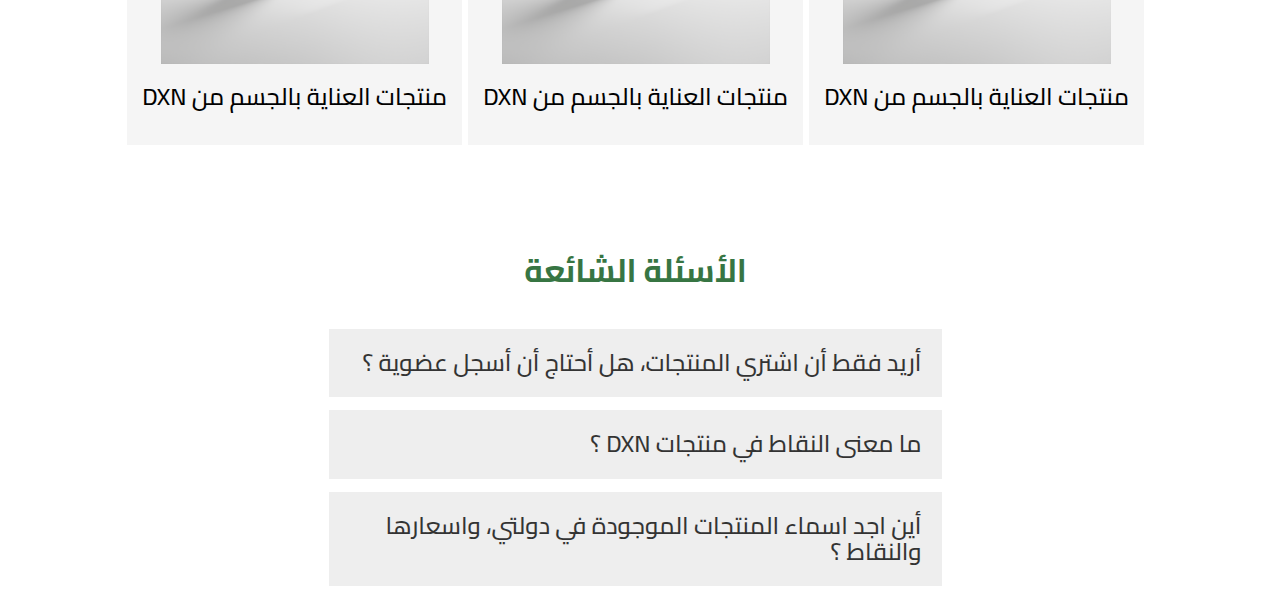 منتجات العناية بالجسم من DXN
منتجات العناية بالجسم من DXN
منتجات العناية بالجسم من DXN
الأسئلة الشائعة
أريد فقط أن اشتري المنتجات، هل أحتاج أن أسجل عضوية ؟
ما معنى النقاط في منتجات DXN ؟
أين اجد اسماء المنتجات الموجودة في دولتي، واسعارها
والنقاط ؟